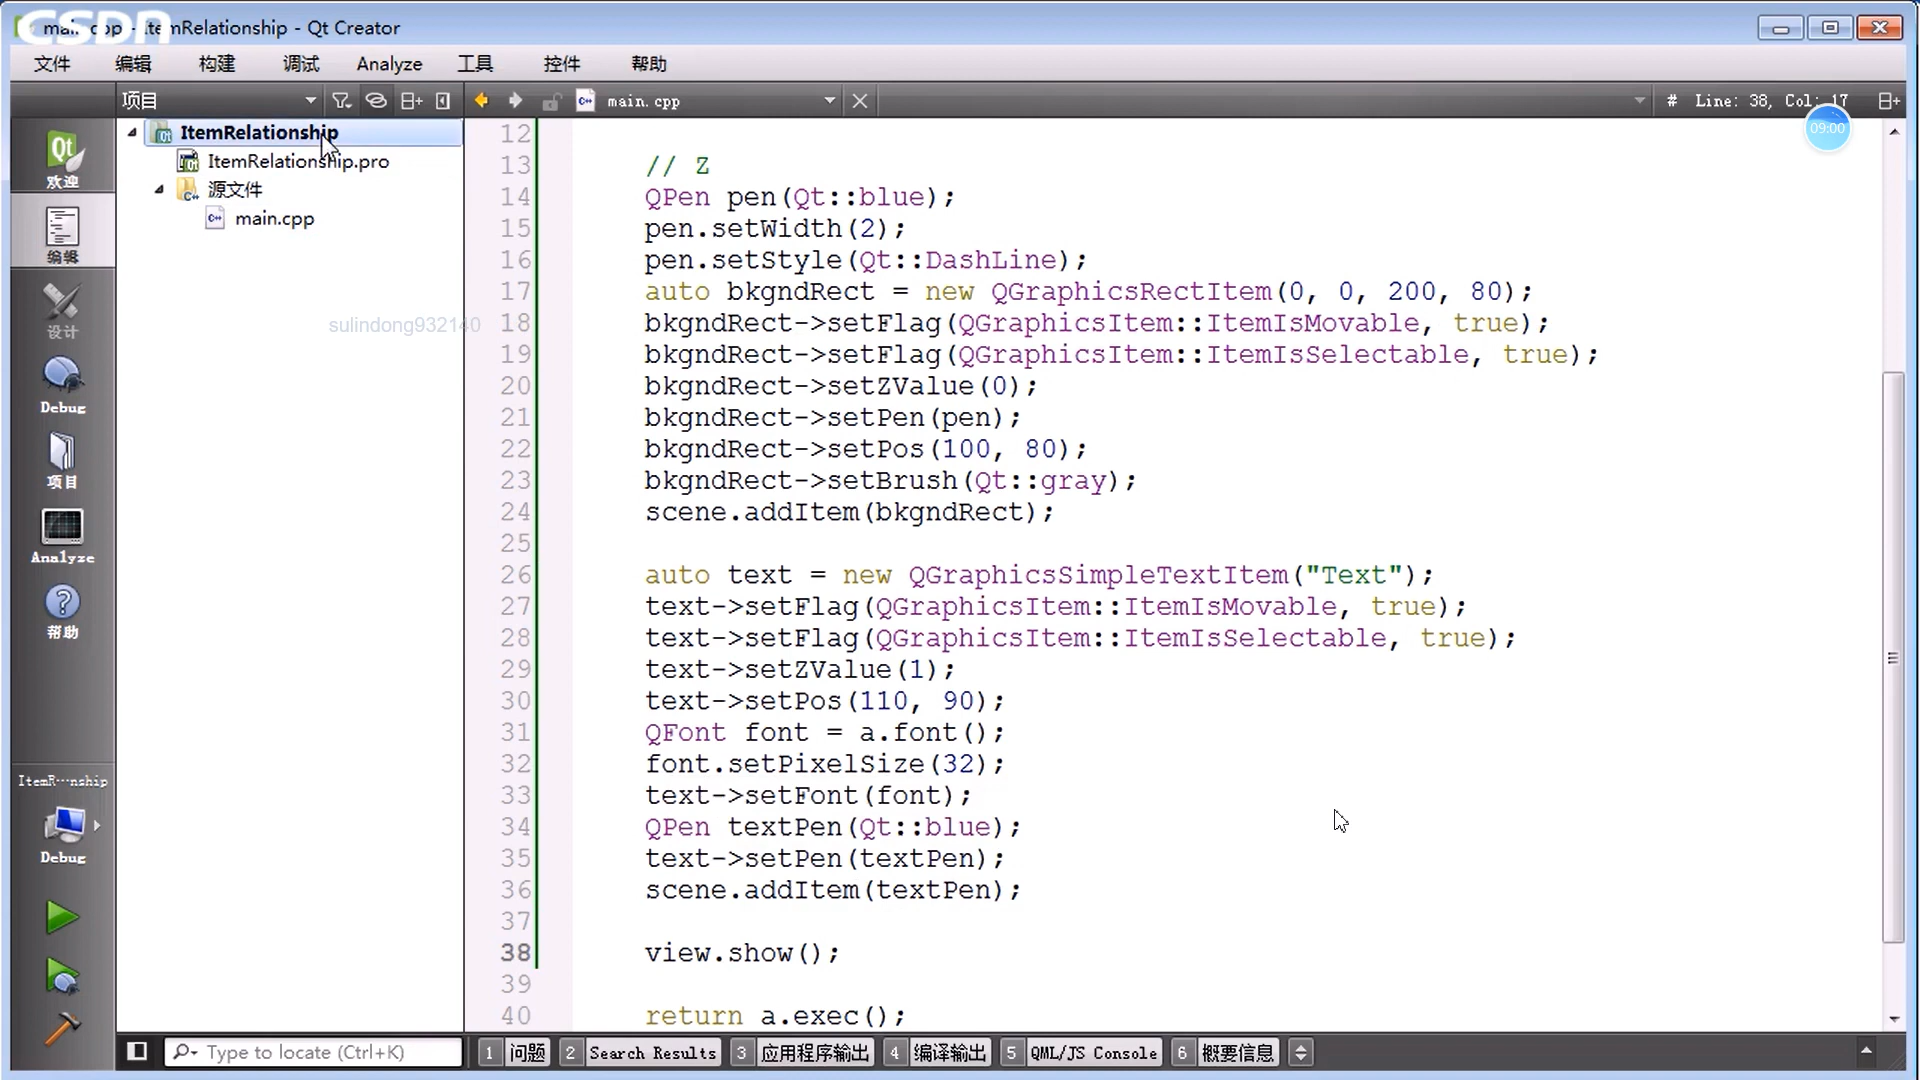 CSDN
main.cpp - ItemRelationship - Qt Creator
文件 编辑 构建 调试 Analyze 工具 控件 帮助
项目
main.cpp
# Line: 38, Col: 17
09:00
欢迎
编辑
设计
Debug
项目
Analyze
帮助
ItemR···nship
Debug
ItemRelationship
ItemRelationship.pro
源文件
main.cpp
sulindong932140
12
13 // Z
14 QPen pen(Qt::blue);
15 pen.setWidth(2);
16 pen.setStyle(Qt::DashLine);
17 auto bkgndRect = new QGraphicsRectItem(0, 0, 200, 80);
18 bkgndRect->setFlag(QGraphicsItem::ItemIsMovable, true);
19 bkgndRect->setFlag(QGraphicsItem::ItemIsSelectable, true);
20 bkgndRect->setZValue(0);
21 bkgndRect->setPen(pen);
22 bkgndRect->setPos(100, 80);
23 bkgndRect->setBrush(Qt::gray);
24 scene.addItem(bkgndRect);
25
26 auto text = new QGraphicsSimpleTextItem("Text");
27 text->setFlag(QGraphicsItem::ItemIsMovable, true);
28 text->setFlag(QGraphicsItem::ItemIsSelectable, true);
29 text->setZValue(1);
30 text->setPos(110, 90);
31 QFont font = a.font();
32 font.setPixelSize(32);
33 text->setFont(font);
34 QPen textPen(Qt::blue);
35 text->setPen(textPen);
36 scene.addItem(textPen);
37
38 view.show();
39
40 return a.exec();
Type to locate (Ctrl+K)
1 问题 2 Search Results 3 应用程序输出 4 编译输出 5 QML/JS Console 6 概要信息